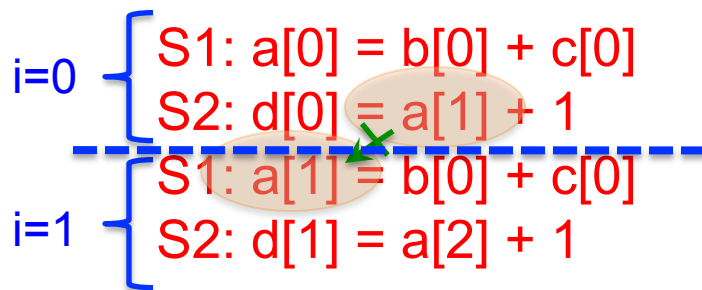 i=0
S1: a[0] = b[0] + c[0]
S2: d[0] = a[1] + 1
i=1
S1: a[1] = b[0] + c[0]
S2: d[1] = a[2] + 1